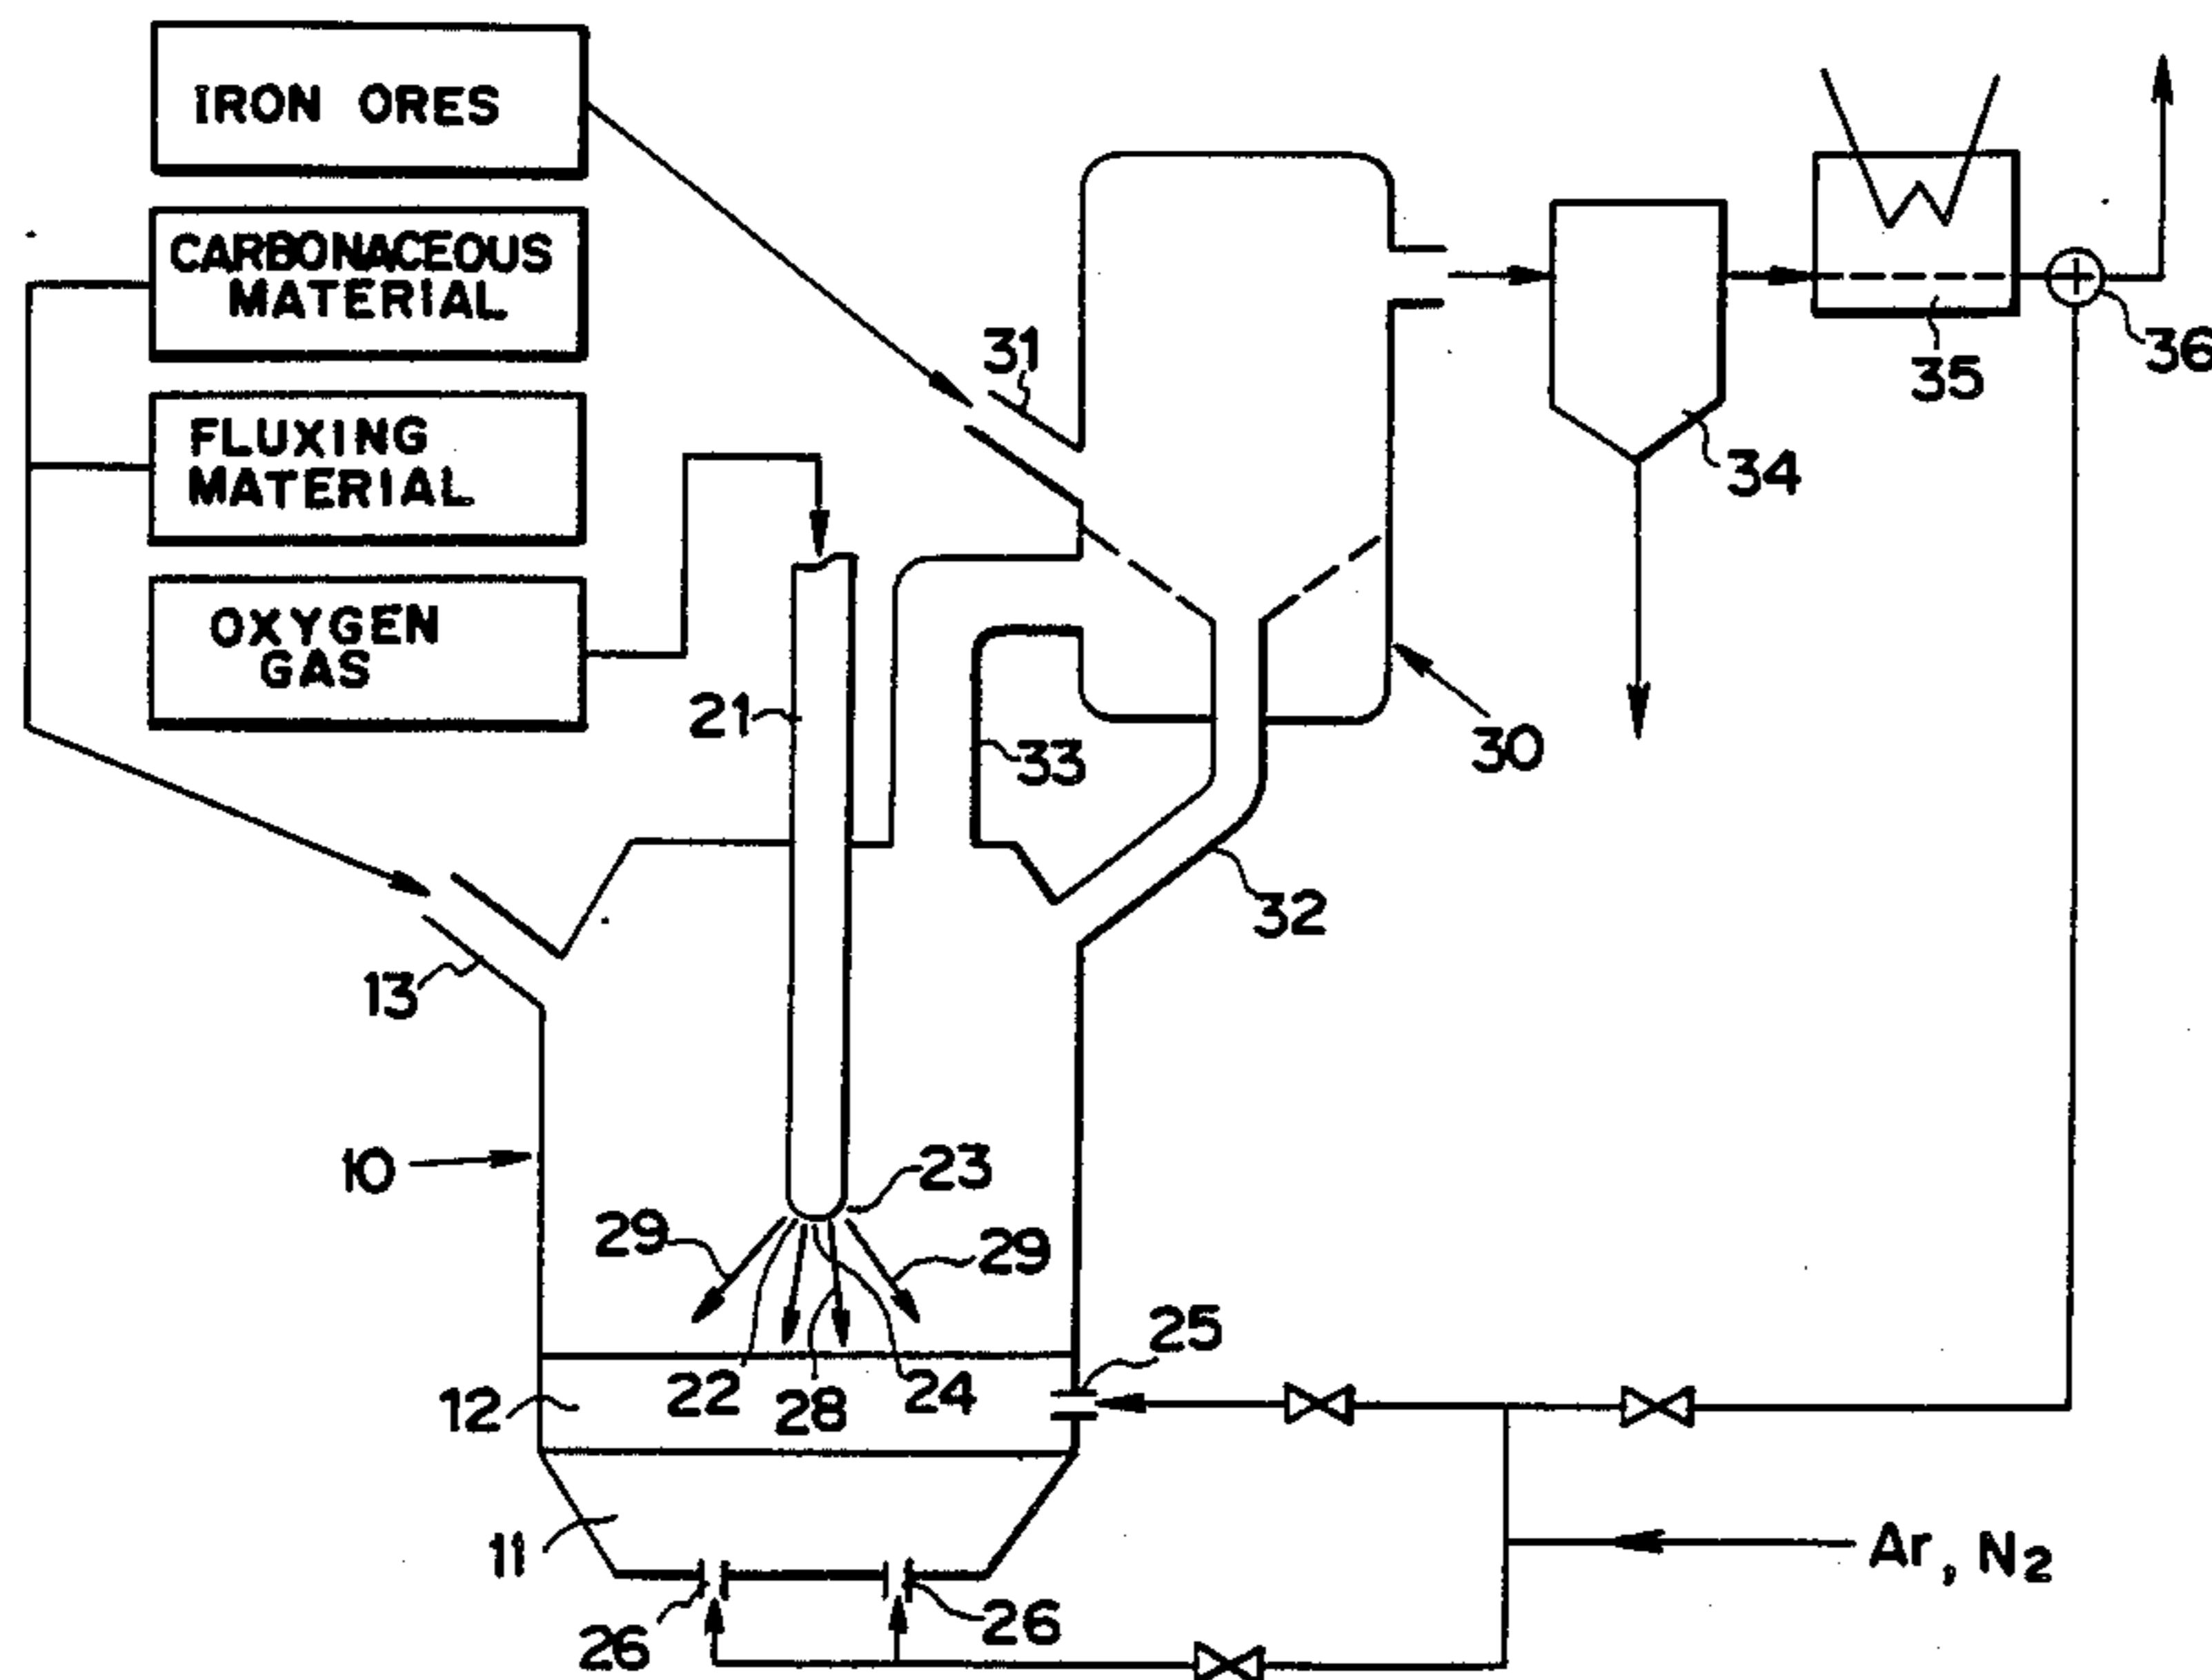 IRON ORES
CARBONACEOUS
MATERIAL
FLUXING
MATERIAL
OXYGEN
GAS
31
35
36
34
21
33
30
32
13
10
23
29
29
25
12
22
28
24
11
Ar, N2
26
26